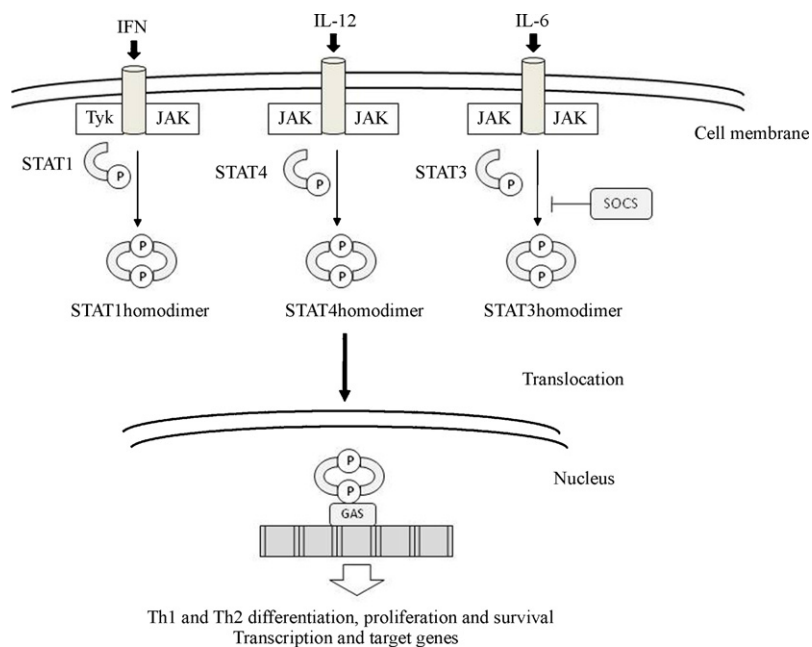 IFN
IL-12
IL-6
Tyk
JAK
JAK
JAK
JAK
JAK
Cell membrane
STAT1
P
STAT4
P
STAT3
P
SOCS
P
P
P
P
P
P
STAT1homodimer
STAT4homodimer
STAT3homodimer
Translocation
P
P
Nucleus
GAS
Th1 and Th2 differentiation, proliferation and survival
Transcription and target genes